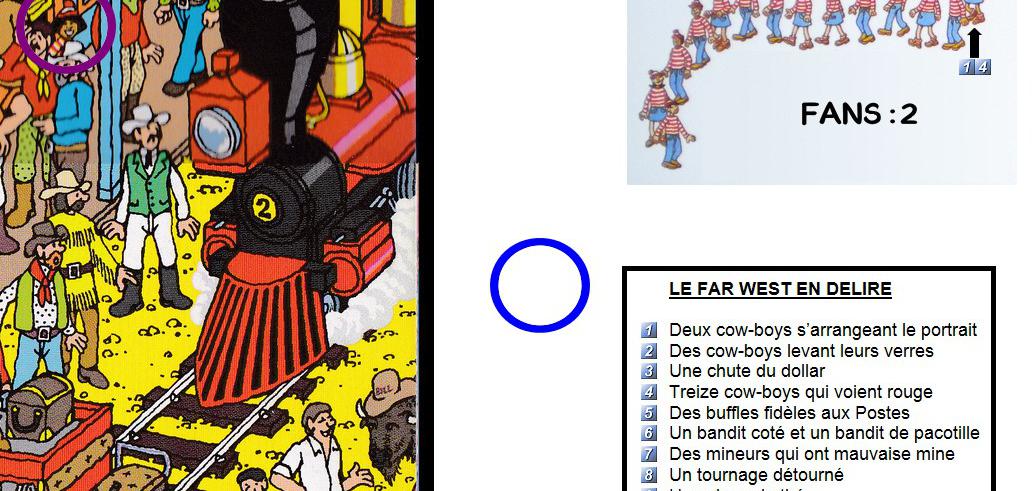 2
BILL
14
FANS : 2
LE FAR WEST EN DELIRE
1 Deux cow-boys s'arrangeant le portrait
2 Des cow-boys levant leurs verres
3 Une chute du dollar
4 Treize cow-boys qui voient rouge
5 Des buffles fidèles aux Postes
6 Un bandit coté et un bandit de pacotille
7 Des mineurs qui ont mauvaise mine
8 Un tournage détourné